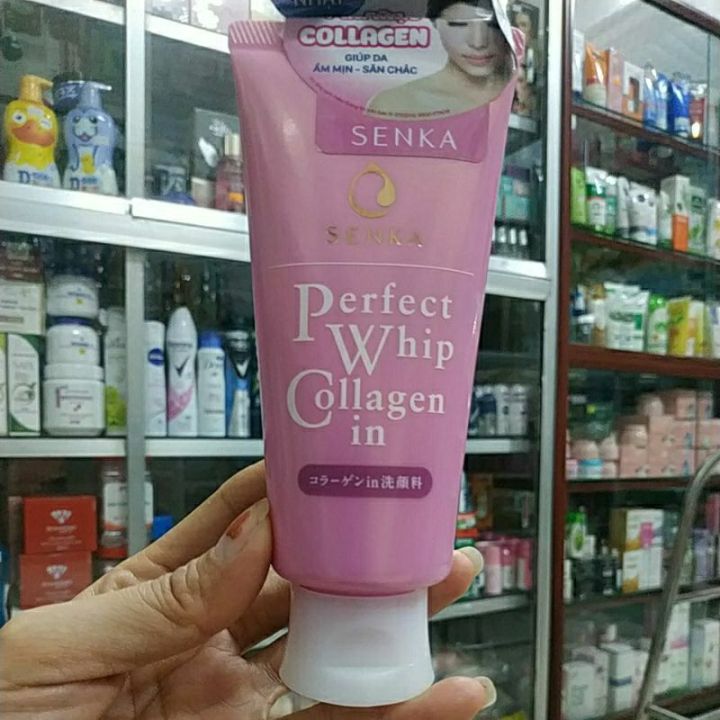 COLLAGEN
GIÚP DA
ẨM MỊN - SĂN CHẮC
SENKA
SENKA
Perfect
Whip
Collagen
in
コラーゲンin洗顔料